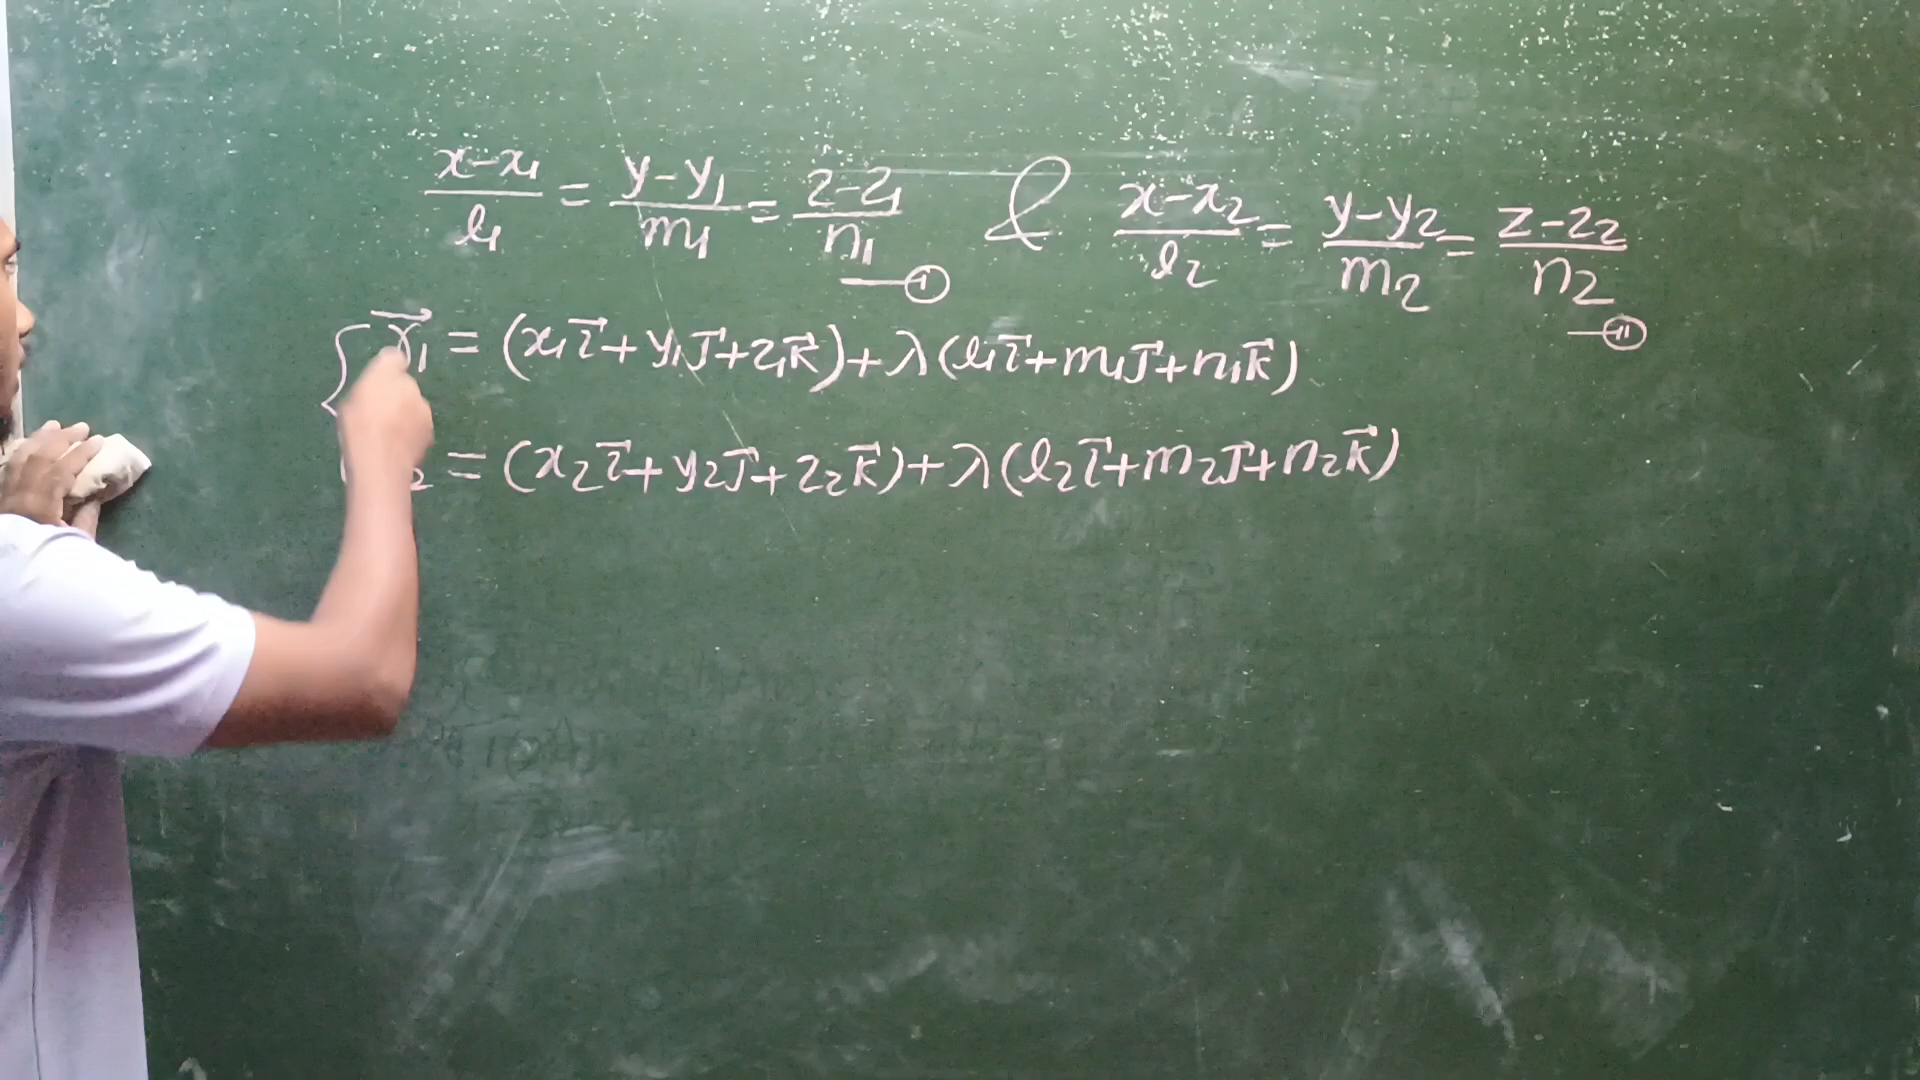 x-x₁/l₁ = y-y₁/m₁ = z-z₁/n₁ —(I) & x-x₂/l₂ = y-y₂/m₂ = z-z₂/n₂ —(II)
r⃗₁ = (x₁i⃗+y₁j⃗+z₁k⃗)+λ(l₁i⃗+m₁j⃗+n₁k⃗)
₂ = (x₂i⃗+y₂j⃗+z₂k⃗)+λ(l₂i⃗+m₂j⃗+n₂k⃗)